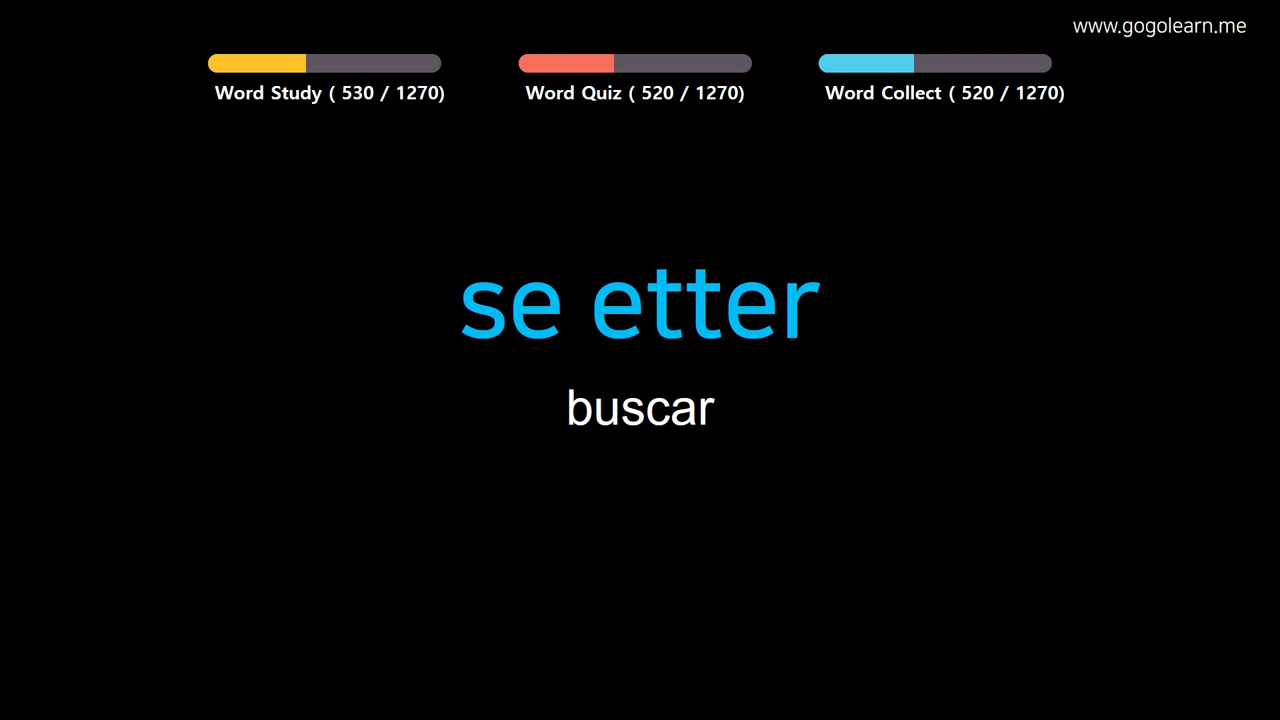 www.gogolearn.me
Word Study ( 530 / 1270)
Word Quiz ( 520 / 1270)
Word Collect ( 520 / 1270)
se etter
buscar